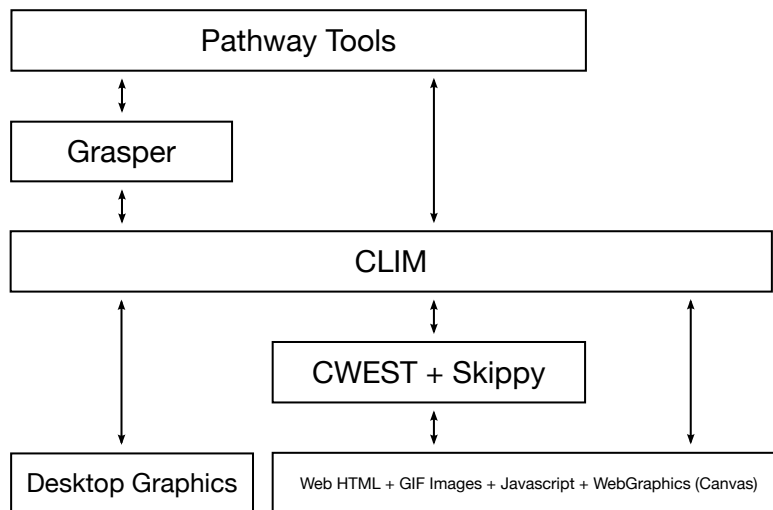 Pathway Tools
Grasper
CLIM
CWEST + Skippy
Desktop Graphics
Web HTML + GIF Images + Javascript + WebGraphics (Canvas)